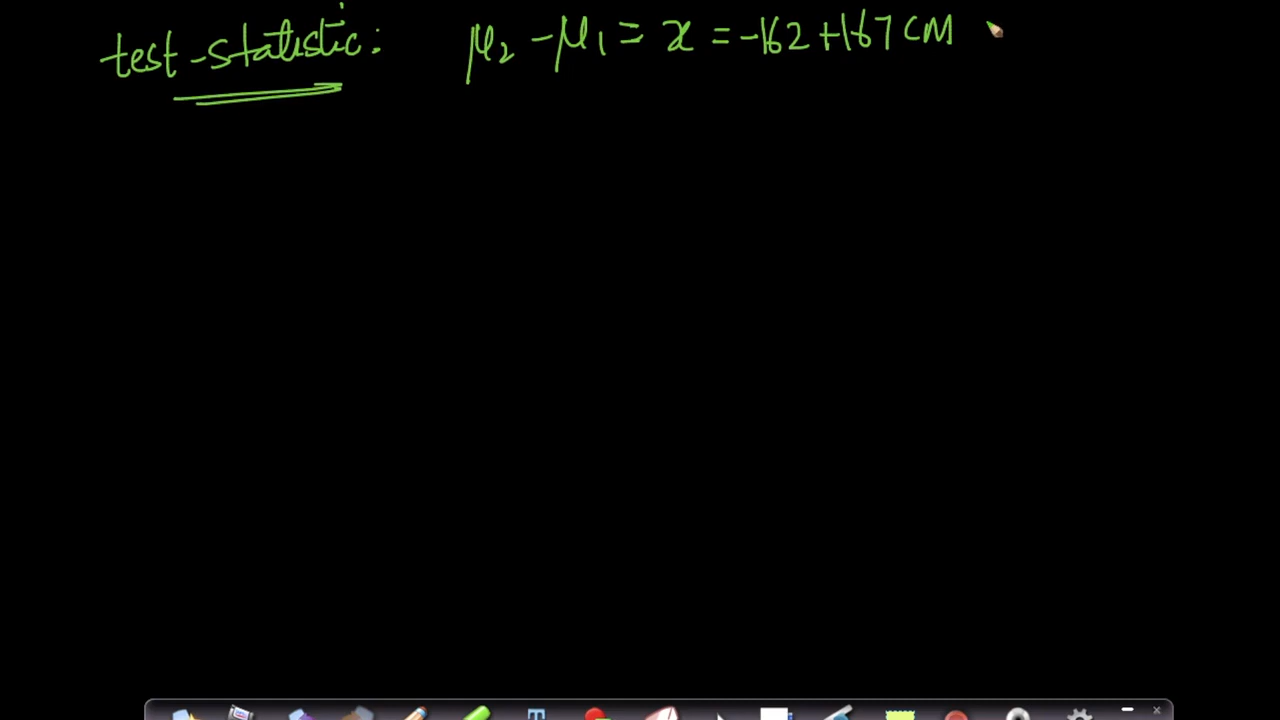 test-statistic: μ₂ - μ₁ = x = -162 + 167 CM